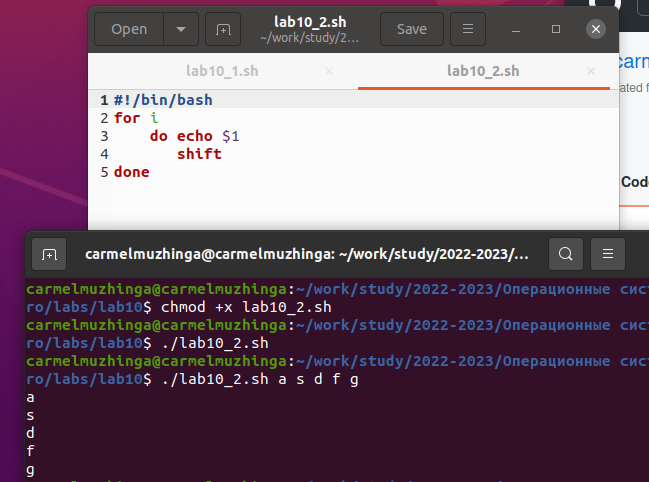 Open
lab10_2.sh
~/work/study/2...
Save
lab10_1.sh
lab10_2.sh
1 #!/bin/bash
2 for i
3     do echo $1
4        shift
5 done
ated f
Code
carmelmuzhinga@carmelmuzhinga: ~/work/study/2022-2023/...
carmelmuzhinga@carmelmuzhinga:~/work/study/2022-2023/Операционные сист
ro/labs/lab10$ chmod +x lab10_2.sh
carmelmuzhinga@carmelmuzhinga:~/work/study/2022-2023/Операционные сист
ro/labs/lab10$ ./lab10_2.sh
carmelmuzhinga@carmelmuzhinga:~/work/study/2022-2023/Операционные сист
ro/labs/lab10$ ./lab10_2.sh a s d f g
a
s
d
f
g